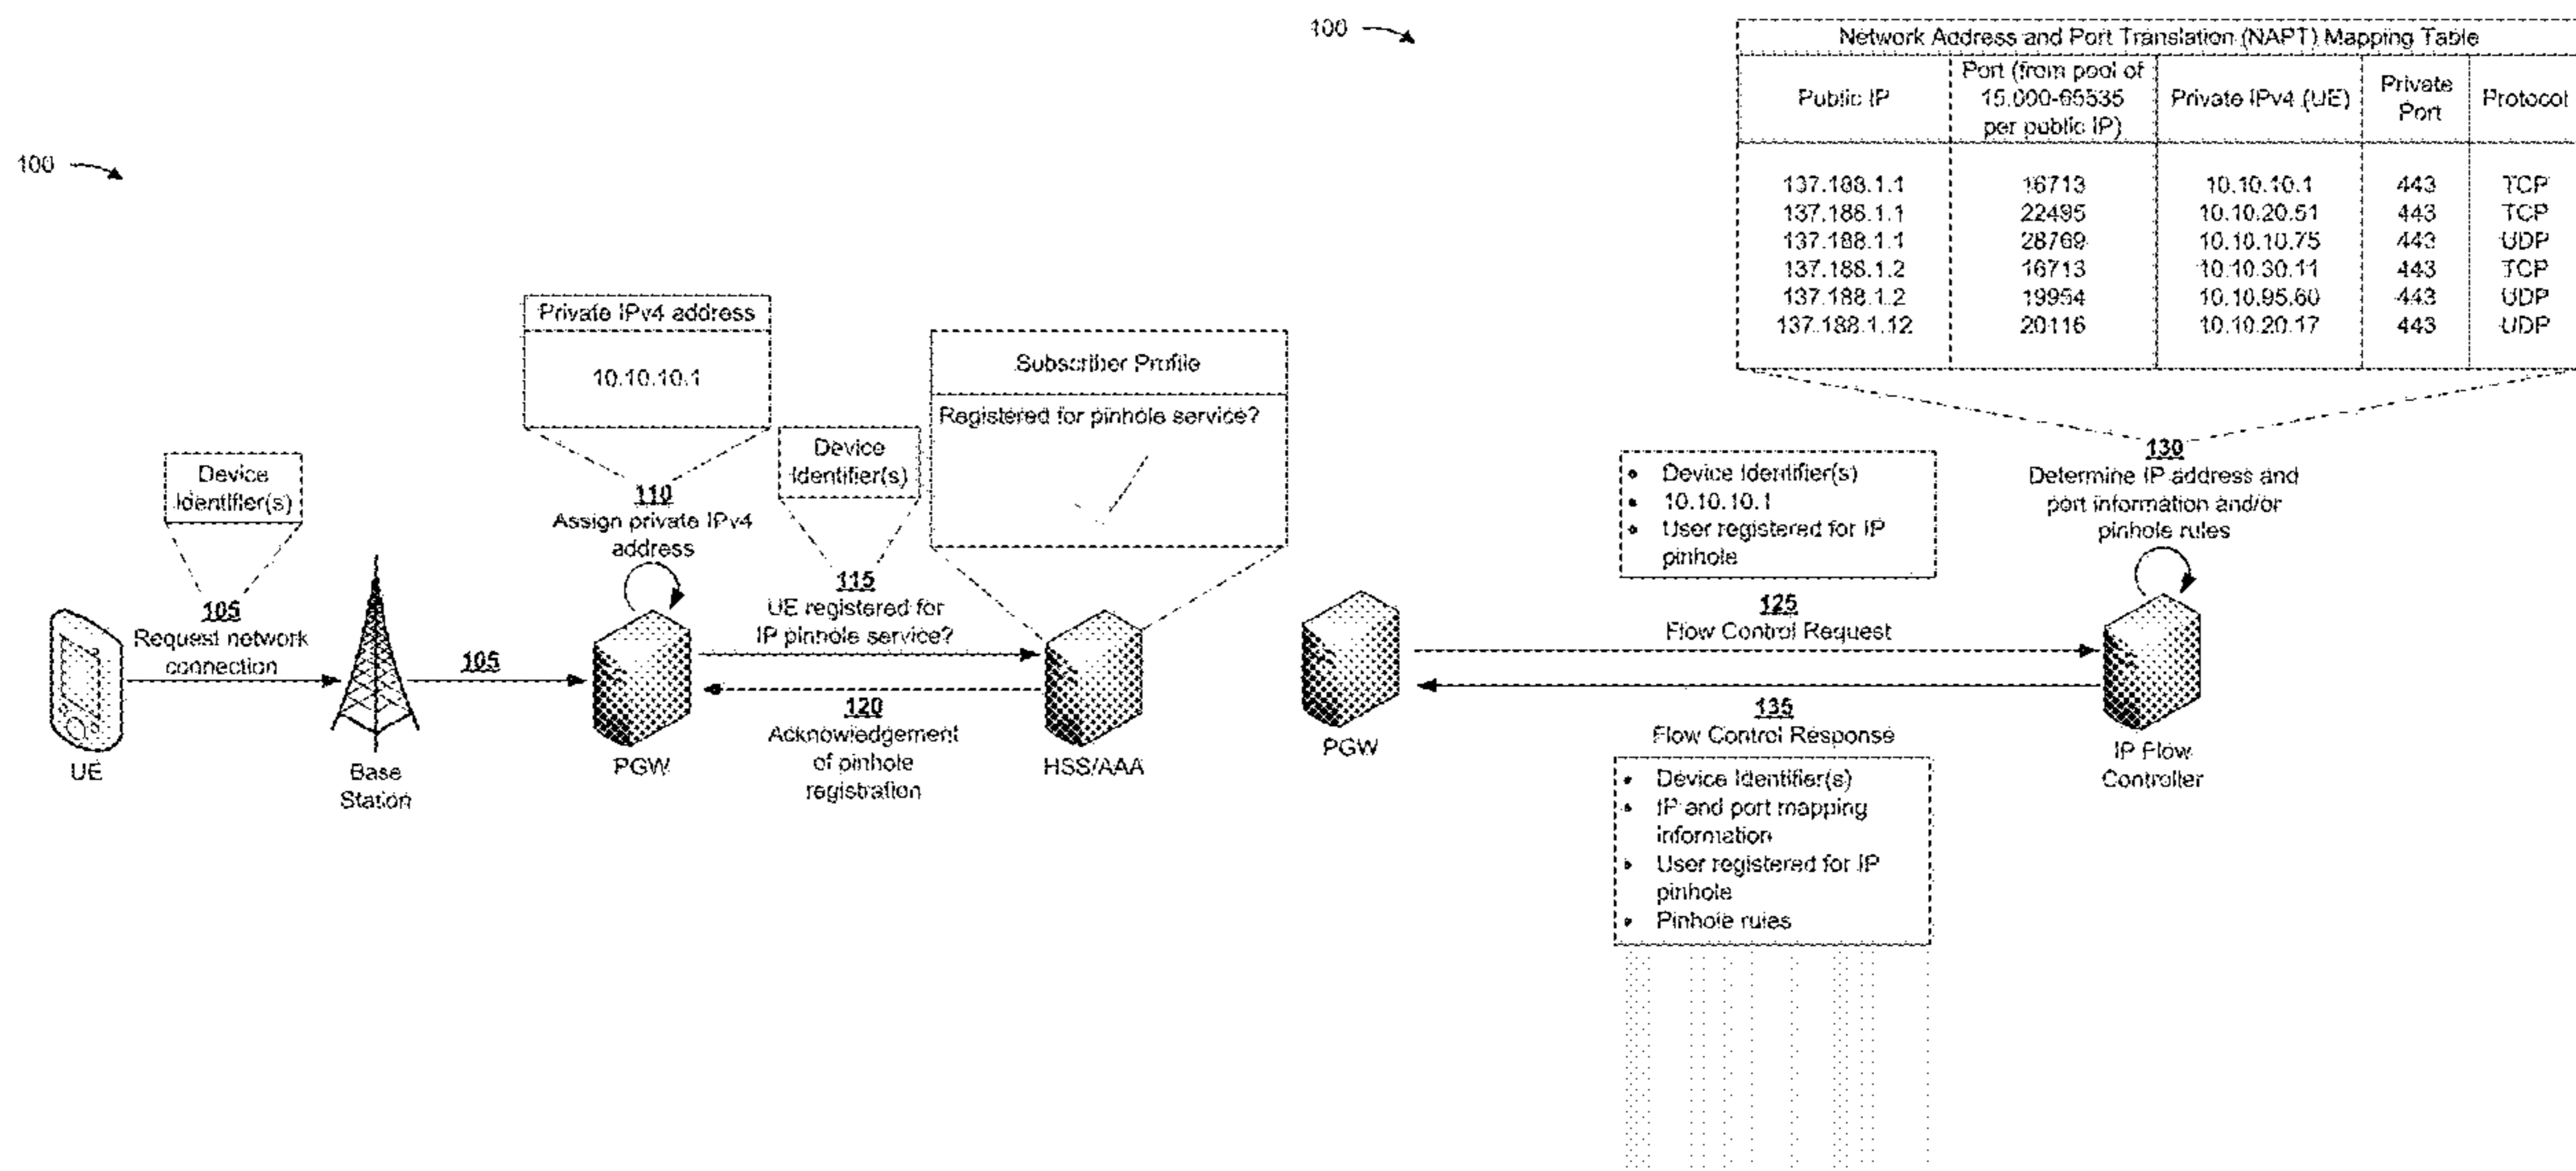 100
Device
Identifier(s)
105
Request network
connection
UE
Base
Station
105
Private IPv4 address
10.10.10.1
110
Assign private IPv4
address
PGW
Device
Identifier(s)
115
UE registered for
IP pinhole service?
120
Acknowledgement
of pinhole
registration
Subscriber Profile
Registered for pinhole service?
HSS/AAA
100
Network Address and Port Translation (NAPT) Mapping Table
Public IP
Port (from pool of
15,000-65535
per public IP)
Private IPv4 (UE)
Private
Port
Protocol
137.188.1.1 16713 10.10.10.1 443 TCP
137.188.1.1 22495 10.10.20.51 443 TCP
137.188.1.1 28769 10.10.10.75 443 UDP
137.188.1.2 16713 10.10.30.11 443 TCP
137.188.1.2 19954 10.10.95.60 443 UDP
137.188.1.12 20116 10.10.20.17 443 UDP
130
Determine IP address and
port information and/or
pinhole rules
• Device Identifier(s)
• 10.10.10.1
• User registered for IP
pinhole
125
Flow Control Request
135
Flow Control Response
PGW
IP Flow
Controller
• Device Identifier(s)
• IP and port mapping
information
• User registered for IP
pinhole
• Pinhole rules